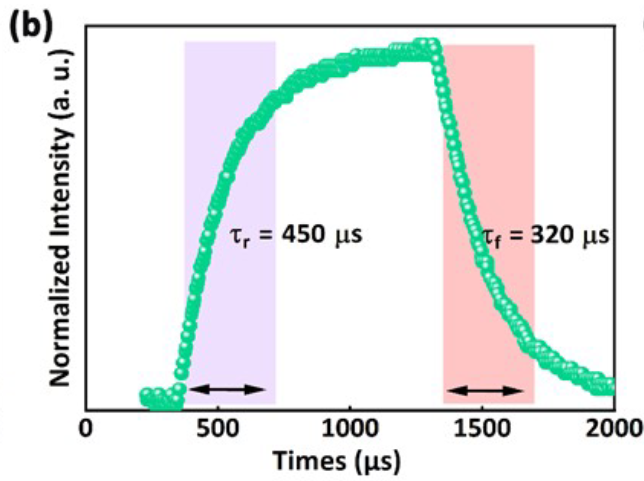 (b)
Normalized Intensity (a. u.)
τr = 450 μs
τf = 320 μs
0
500
1000
1500
2000
Times (μs)